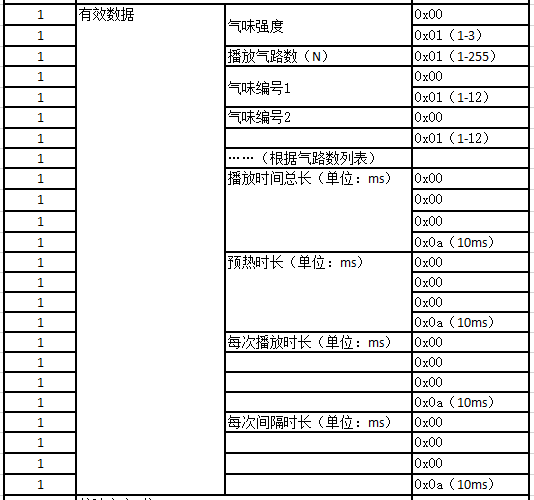 1 有效数据 气味强度 0x00
1 0x01（1-3）
1 播放气路数（N） 0x01（1-255）
1 气味编号1 0x00
1 0x01（1-12）
1 气味编号2 0x00
1 0x01（1-12）
1 ……（根据气路数列表）
1 播放时间总长（单位：ms） 0x00
1 0x00
1 0x00
1 0x0a（10ms）
1 预热时长（单位：ms） 0x00
1 0x00
1 0x00
1 0x0a（10ms）
1 每次播放时长（单位：ms） 0x00
1 0x00
1 0x00
1 0x0a（10ms）
1 每次间隔时长（单位：ms） 0x00
1 0x00
1 0x00
1 0x0a（10ms）